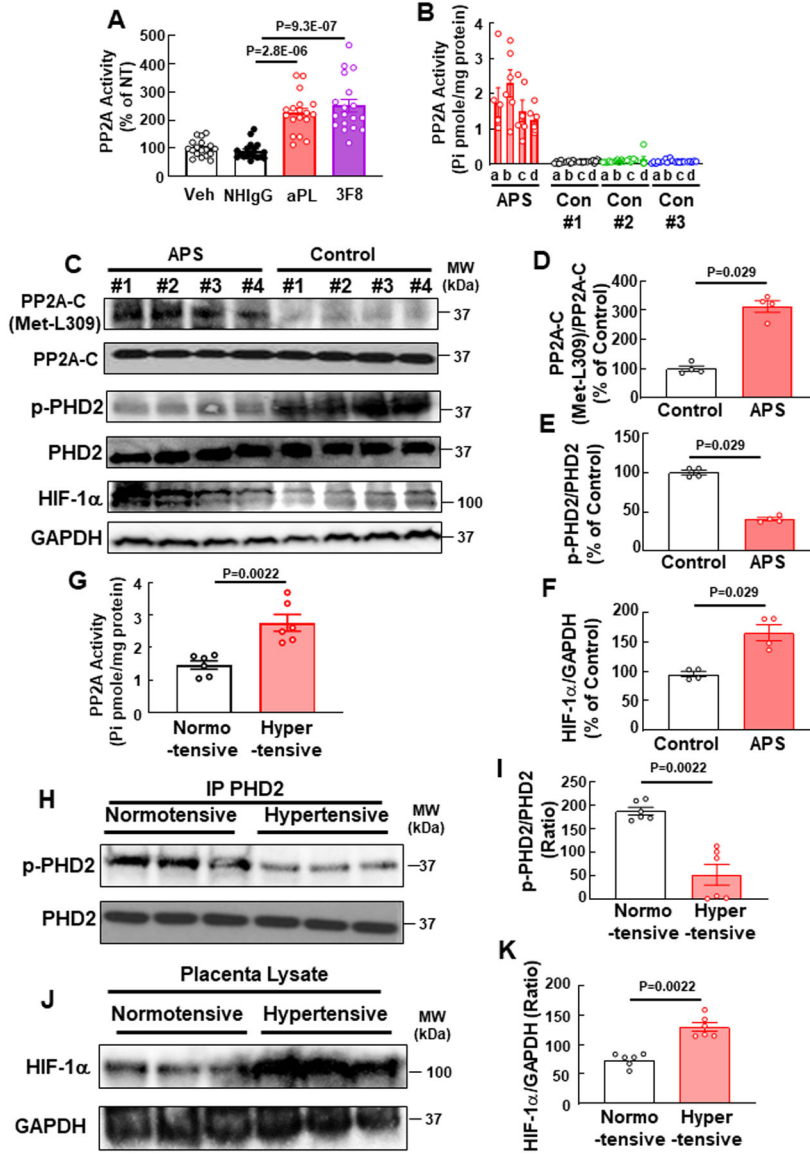 A
PP2A Activity
(% of NT)
500
400
300
200
100
0
P=9.3E-07
P=2.8E-06
Veh NHIgG aPL 3F8
B
PP2A Activity
(Pi pmole/mg protein)
5
4
3
2
1
0
a b c d a b c d a b c d a b c d
APS Con Con Con
#1 #2 #3
C
APS Control
#1 #2 #3 #4 #1 #2 #3 #4
MW
(kDa)
PP2A-C
(Met-L309)
37
PP2A-C
37
p-PHD2
37
PHD2
37
HIF-1α
100
GAPDH
37
D
PP2A-C
(Met-L309)/PP2A-C
(% of Control)
400
300
200
100
0
P=0.029
Control APS
E
p-PHD2/PHD2
(% of Control)
150
100
50
0
P=0.029
Control APS
F
HIF-1α/GAPDH
(% of Control)
200
150
100
50
0
P=0.029
Control APS
G
PP2A Activity
(Pi pmole/mg protein)
4
3
2
1
0
P=0.0022
Normo Hyper
-tensive -tensive
H
IP PHD2
Normotensive Hypertensive
MW
(kDa)
p-PHD2
37
PHD2
37
I
p-PHD2/PHD2
(Ratio)
250
200
150
100
50
0
P=0.0022
Normo Hyper
-tensive -tensive
J
Placenta Lysate
Normotensive Hypertensive
MW
(kDa)
HIF-1α
100
GAPDH
37
K
HIF-1α/GAPDH (Ratio)
200
150
100
50
0
P=0.0022
Normo Hyper
-tensive -tensive